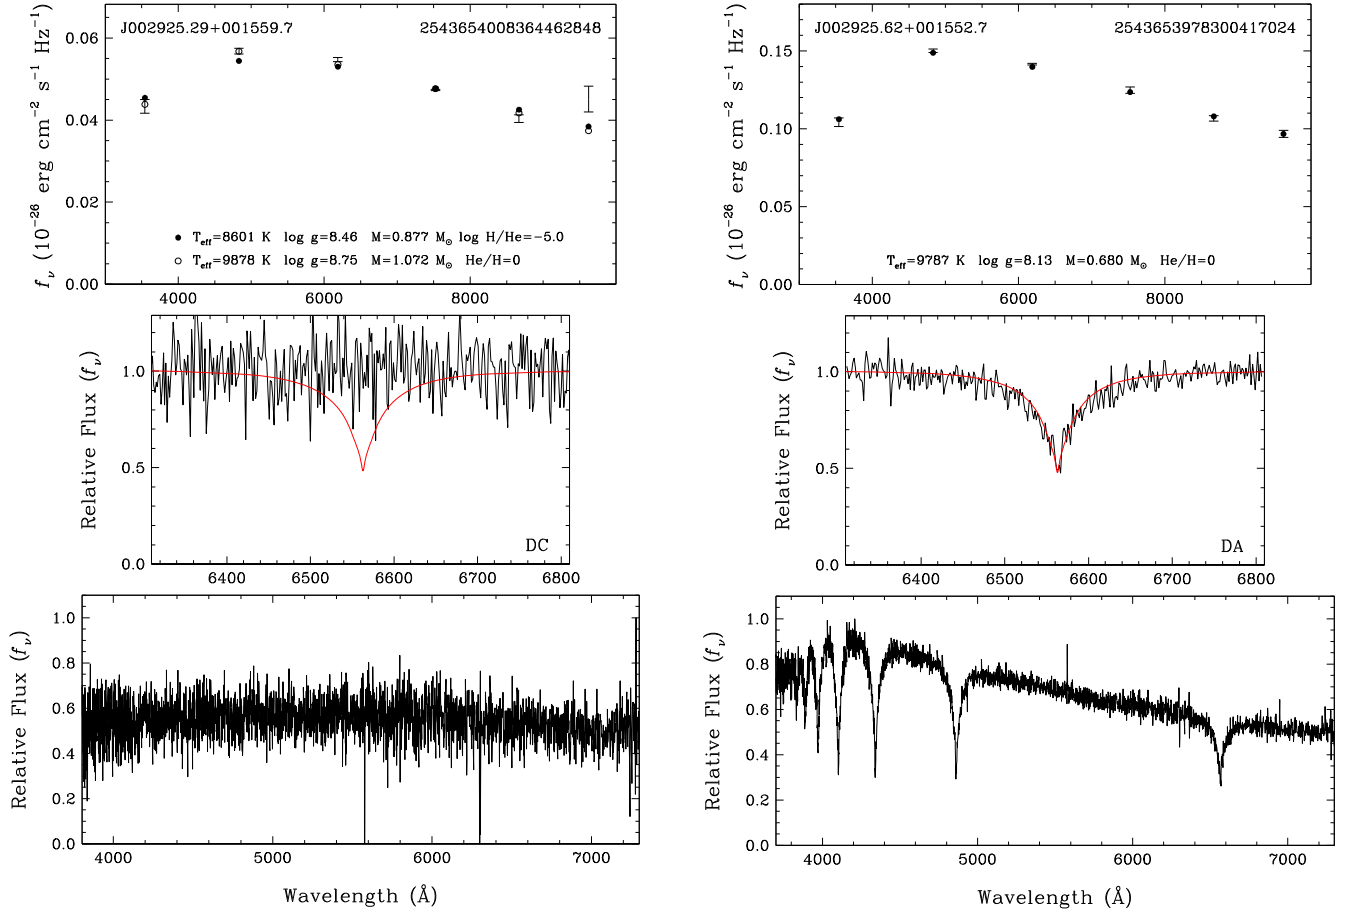 J002925.29+001559.7 2543654008364462848
f_ν (10⁻²⁶ erg cm⁻² s⁻¹ Hz⁻¹)
0.06
0.04
0.02
0.00
T_eff=8601 K log g=8.46 M=0.877 M_⊙ log H/He=−5.0
T_eff=9878 K log g=8.75 M=1.072 M_⊙ He/H=0
4000 6000 8000
Relative Flux (f_ν)
1.0
0.5
0.0
DC
6400 6500 6600 6700 6800
Relative Flux (f_ν)
1.0
0.8
0.6
0.4
0.2
0.0
4000 5000 6000 7000
Wavelength (Å)
J002925.62+001552.7 2543653978300417024
f_ν (10⁻²⁶ erg cm⁻² s⁻¹ Hz⁻¹)
0.15
0.10
0.05
0.00
T_eff=9787 K log g=8.13 M=0.680 M_⊙ He/H=0
4000 6000 8000
Relative Flux (f_ν)
1.0
0.5
0.0
DA
6400 6500 6600 6700 6800
Relative Flux (f_ν)
1.0
0.8
0.6
0.4
0.2
0.0
4000 5000 6000 7000
Wavelength (Å)